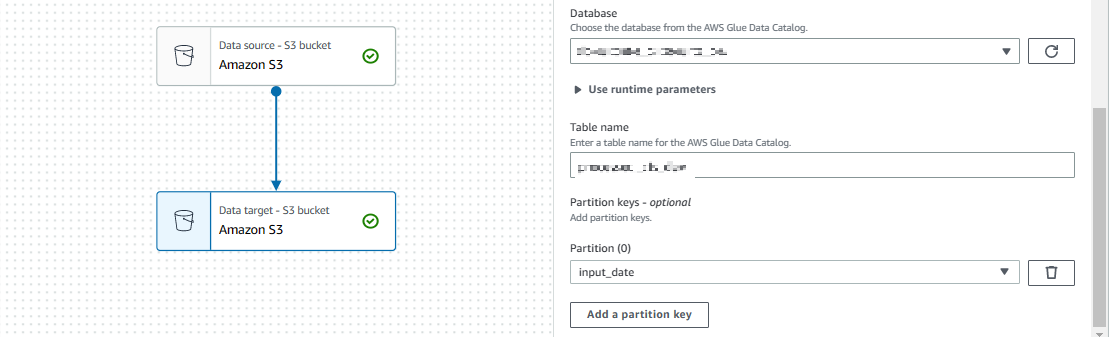 Data source - S3 bucket
Amazon S3
Data target - S3 bucket
Amazon S3
Database
Choose the database from the AWS Glue Data Catalog.
Use runtime parameters
Table name
Enter a table name for the AWS Glue Data Catalog.
Partition keys - optional
Add partition keys.
Partition (0)
input_date
Add a partition key